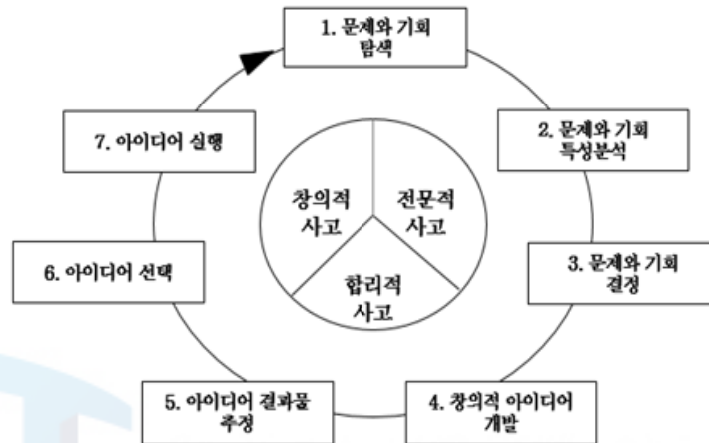 1. 문제와 기회
탐색
2. 문제와 기회
특성분석
3. 문제와 기회
결정
4. 창의적 아이디어
개발
5. 아이디어 결과물
추정
6. 아이디어 선택
7. 아이디어 실행
창의적
사고
전문적
사고
합리적
사고